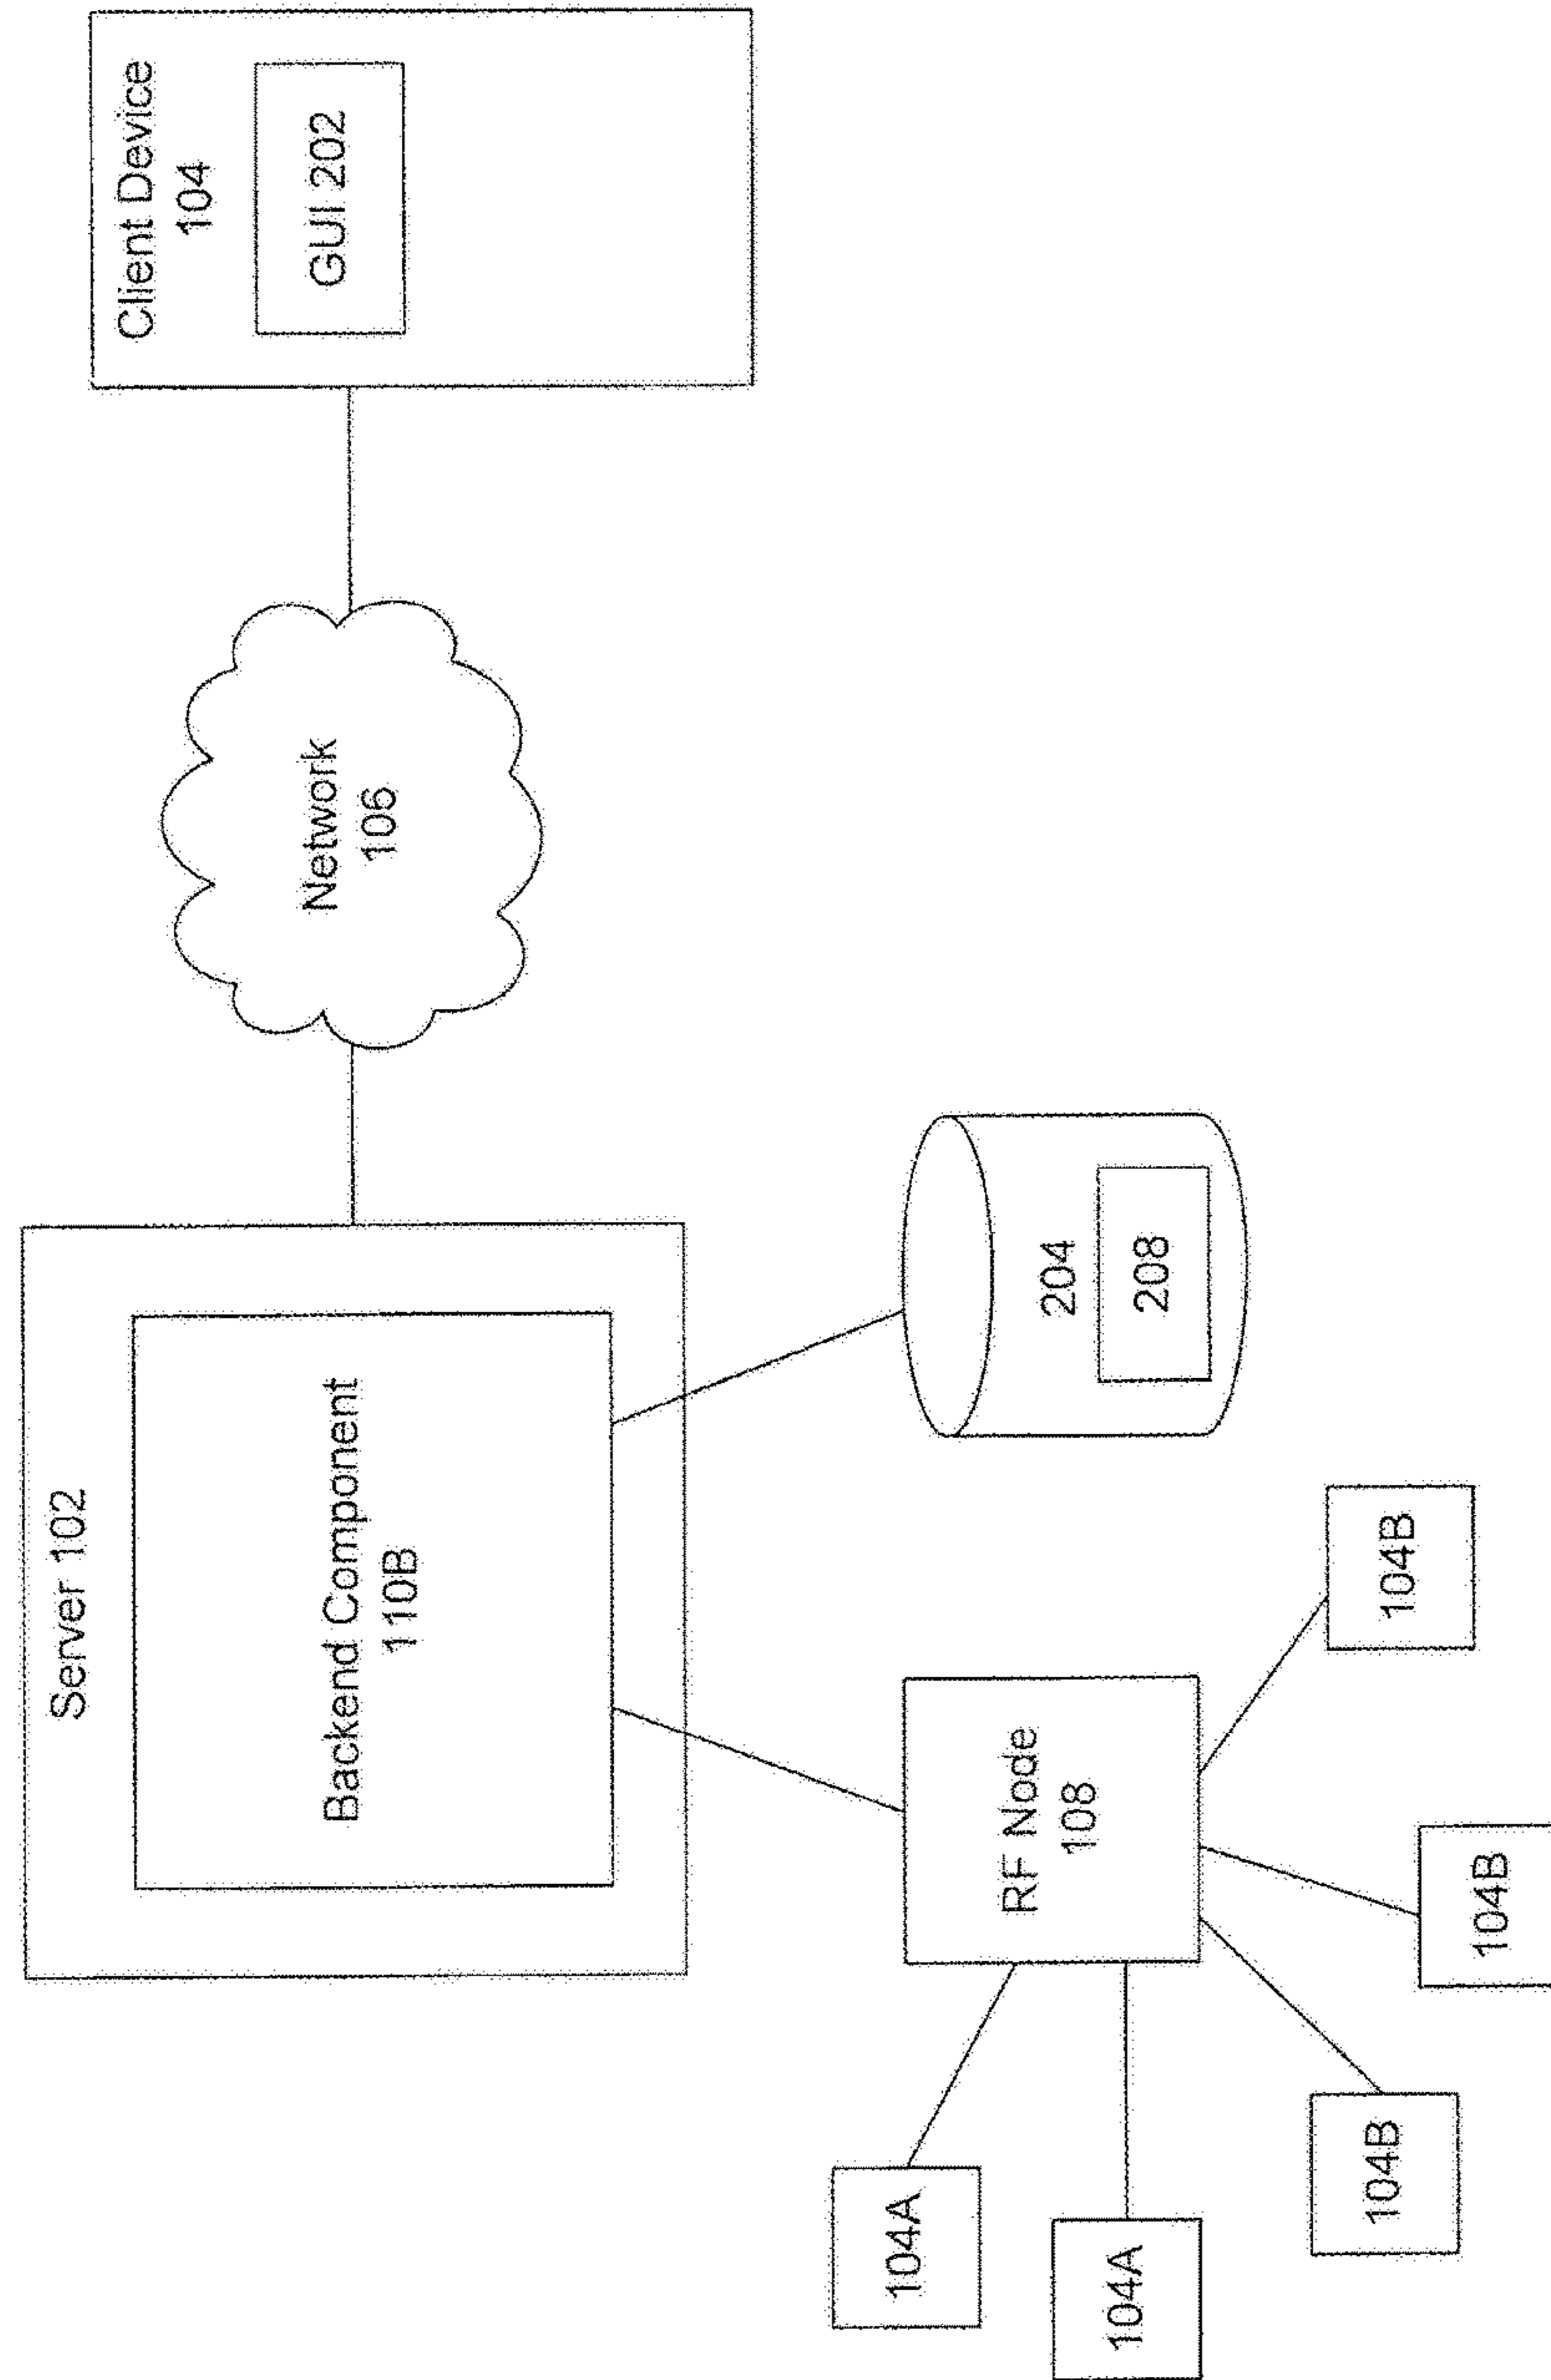 Server 102
Backend Component
110B
Network
106
Client Device
104
GUI 202
204
208
RF Node
108
104A
104A
104B
104B
104B